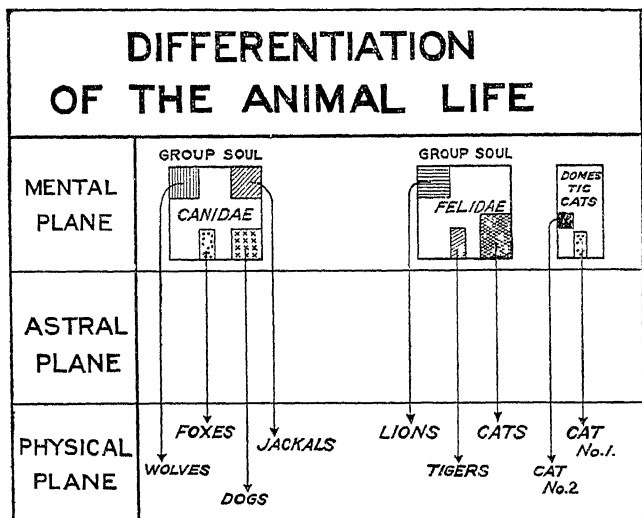 DIFFERENTIATION
OF THE ANIMAL LIFE
MENTAL
PLANE
GROUP SOUL
CANIDAE
GROUP SOUL
FELIDAE
DOMES
TIC
CATS
ASTRAL
PLANE
PHYSICAL
PLANE
WOLVES
FOXES
DOGS
JACKALS
LIONS
TIGERS
CATS
CAT
No.2
CAT
No.1.